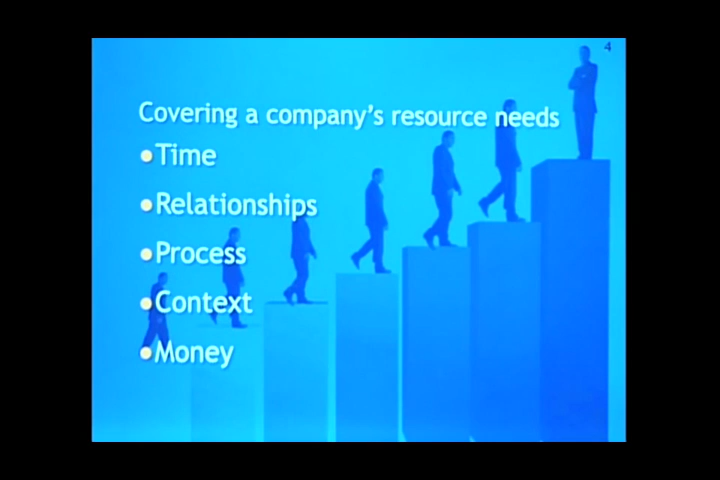 4
Covering a company's resource needs
•Time
•Relationships
•Process
•Context
•Money